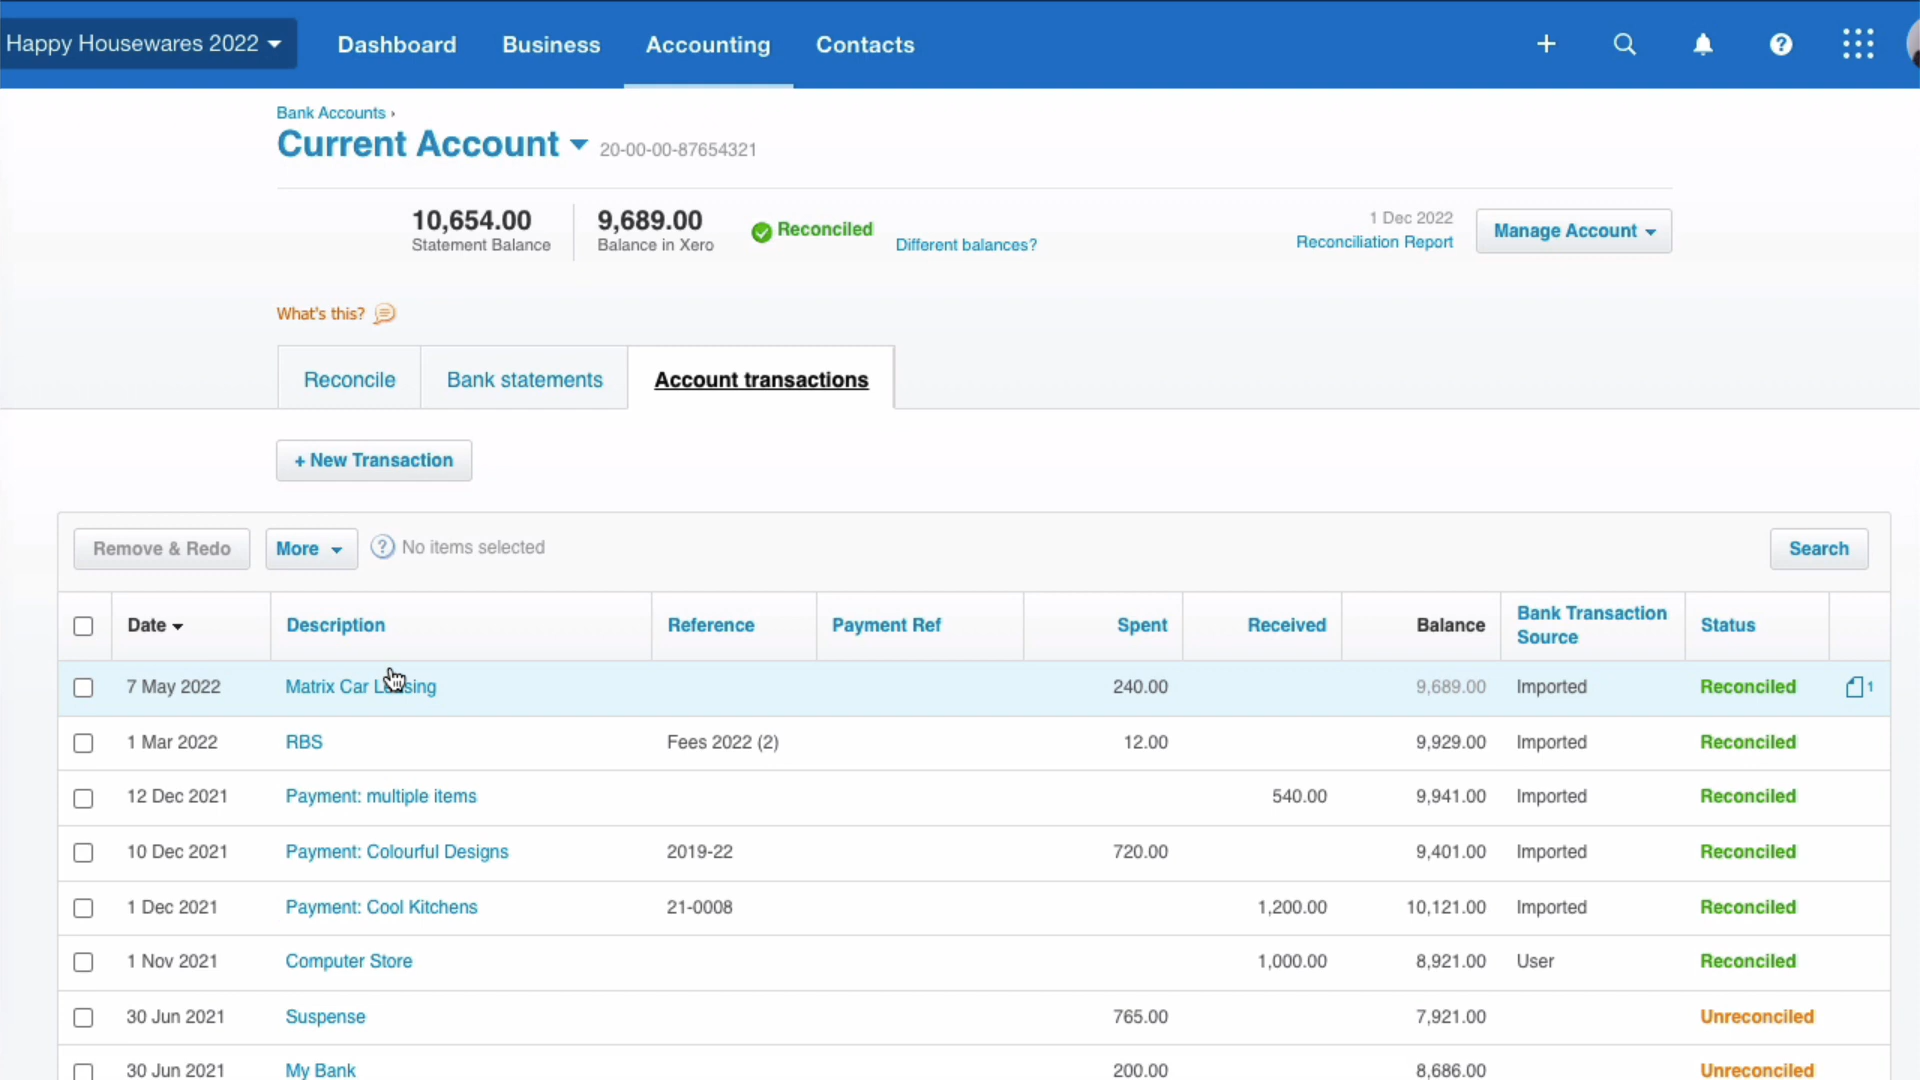 Happy Housewares 2022 Dashboard Business Accounting Contacts
Bank Accounts ›
Current Account 20-00-00-87654321
10,654.00 9,689.00 Reconciled 1 Dec 2022
Statement Balance Balance in Xero Different balances? Reconciliation Report Manage Account
What's this?
Reconcile Bank statements Account transactions
+ New Transaction
Remove & Redo More ? No items selected Search
Date Description Reference Payment Ref Spent Received Balance Bank Transaction Source Status
7 May 2022 Matrix Car Leasing 240.00 9,689.00 Imported Reconciled 1
1 Mar 2022 RBS Fees 2022 (2) 12.00 9,929.00 Imported Reconciled
12 Dec 2021 Payment: multiple items 540.00 9,941.00 Imported Reconciled
10 Dec 2021 Payment: Colourful Designs 2019-22 720.00 9,401.00 Imported Reconciled
1 Dec 2021 Payment: Cool Kitchens 21-0008 1,200.00 10,121.00 Imported Reconciled
1 Nov 2021 Computer Store 1,000.00 8,921.00 User Reconciled
30 Jun 2021 Suspense 765.00 7,921.00 Unreconciled
30 Jun 2021 My Bank 200.00 8,686.00 Unreconciled